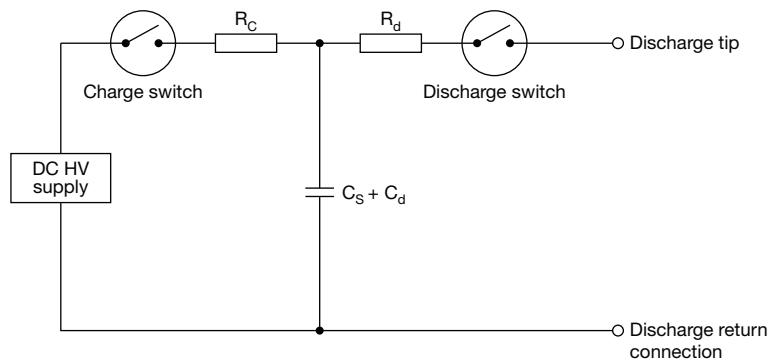 R_C
R_d
Discharge tip
Charge switch
Discharge switch
DC HV
supply
C_S + C_d
Discharge return
connection